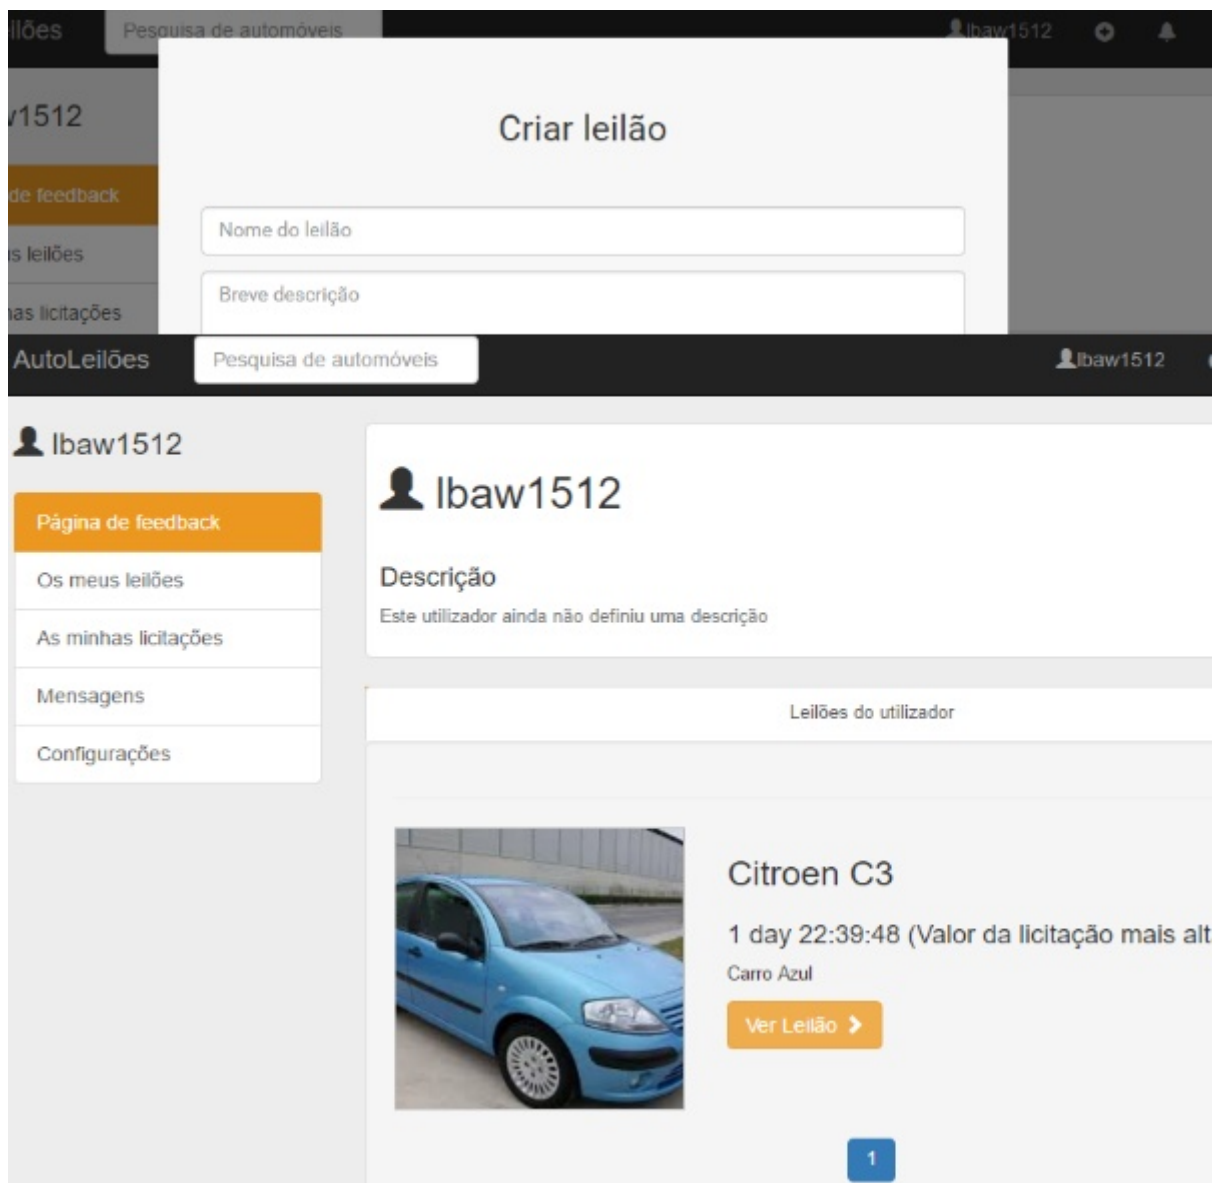 ilões Pesquisa de automóveis lbaw1512
w1512
Criar leilão
de feedback
Nome do leilão
us leilões
Breve descrição
has licitações
AutoLeilões Pesquisa de automóveis lbaw1512
lbaw1512
lbaw1512
Página de feedback
Os meus leilões
Descrição
Este utilizador ainda não definiu uma descrição
As minhas licitações
Mensagens
Leilões do utilizador
Configurações
Citroen C3
1 day 22:39:48 (Valor da licitação mais alt
Carro Azul
Ver Leilão
1